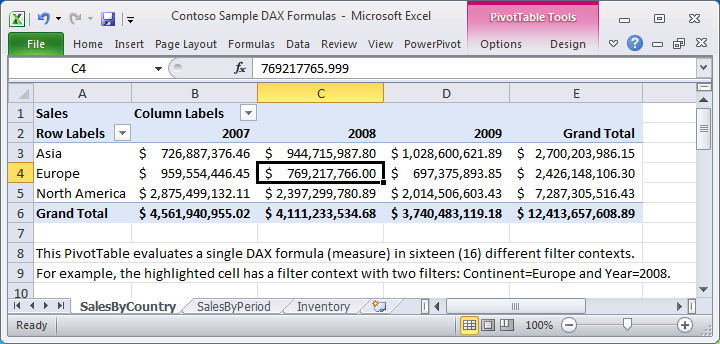 Contoso Sample DAX Formulas - Microsoft Excel
PivotTable Tools
File Home Insert Page Layout Formulas Data Review View PowerPivot Options Design
C4 fx 769217765.999
A B C D E
1 Sales Column Labels
2 Row Labels 2007 2008 2009 Grand Total
3 Asia $ 726,887,376.46 $ 944,715,987.80 $ 1,028,600,621.89 $ 2,700,203,986.15
4 Europe $ 959,554,446.45 $ 769,217,766.00 $ 697,375,893.85 $ 2,426,148,106.30
5 North America $ 2,875,499,132.11 $ 2,397,299,780.89 $ 2,014,506,603.43 $ 7,287,305,516.43
6 Grand Total $ 4,561,940,955.02 $ 4,111,233,534.68 $ 3,740,483,119.18 $ 12,413,657,608.89
7
8 This PivotTable evaluates a single DAX formula (measure) in sixteen (16) different filter contexts.
9 For example, the highlighted cell has a filter context with two filters: Continent=Europe and Year=2008.
10
SalesByCountry SalesByPeriod Inventory
Ready 100%